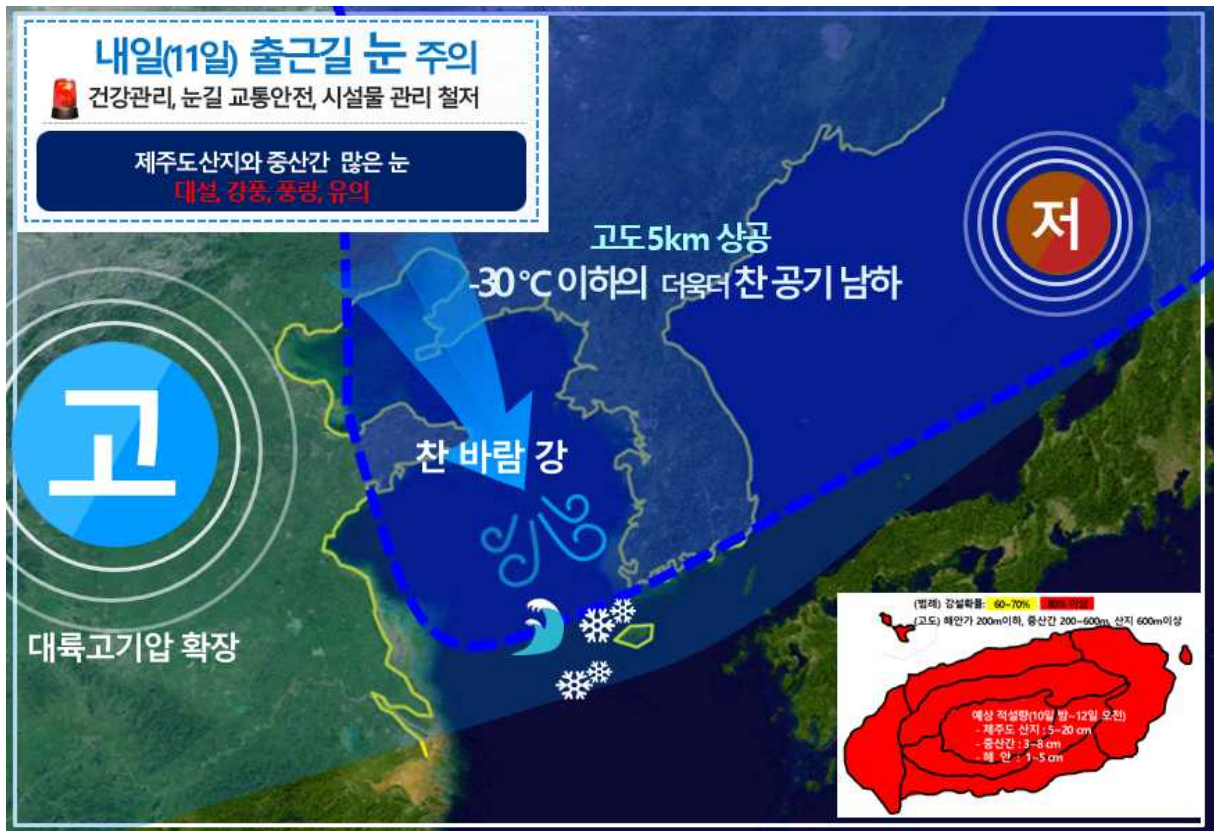 내일(11일) 출근길 눈 주의
건강관리, 눈길 교통안전, 시설물 관리 철저
제주도산지와 중산간 많은 눈
대설, 강풍, 풍랑, 유의
고도 5km 상공
-30℃ 이하의 더욱더 찬 공기 남하
저
고
찬 바람 강
대륙고기압 확장
(범례) 강설확률: 60~70% 80% 이상
(고도) 해안가 200m이하, 중산간 200~600m, 산지 600m이상
예상 적설량(10일 밤~12일 오전)
- 제주도 산지 : 5~20 cm
- 중산간 : 3~8 cm
- 해 안 : 1~5 cm